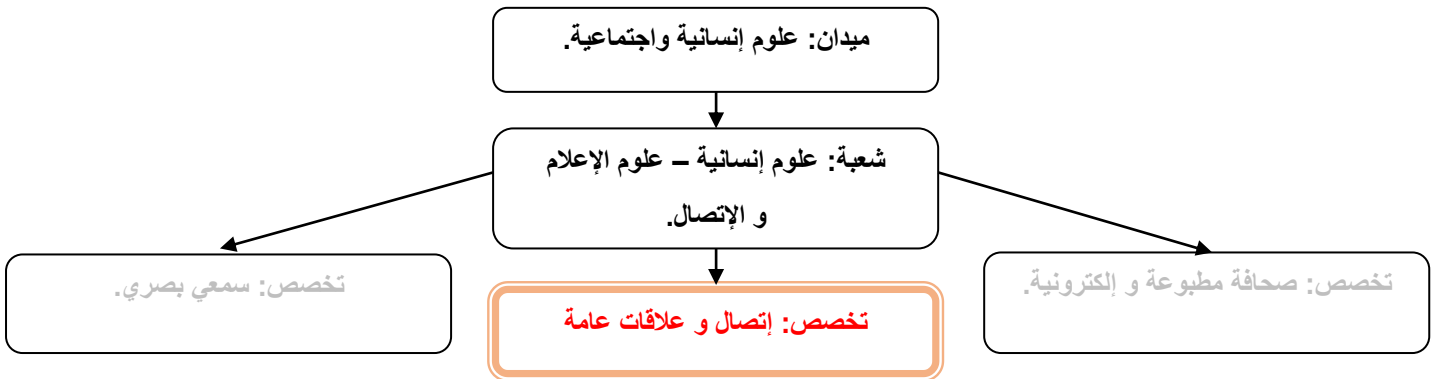 ميدان: علوم إنسانية واجتماعية.
شعبة: علوم إنسانية – علوم الإعلام
و الإتصال.
تخصص: صحافة مطبوعة و إلكترونية.
تخصص: إتصال و علاقات عامة
تخصص: سمعي بصري.